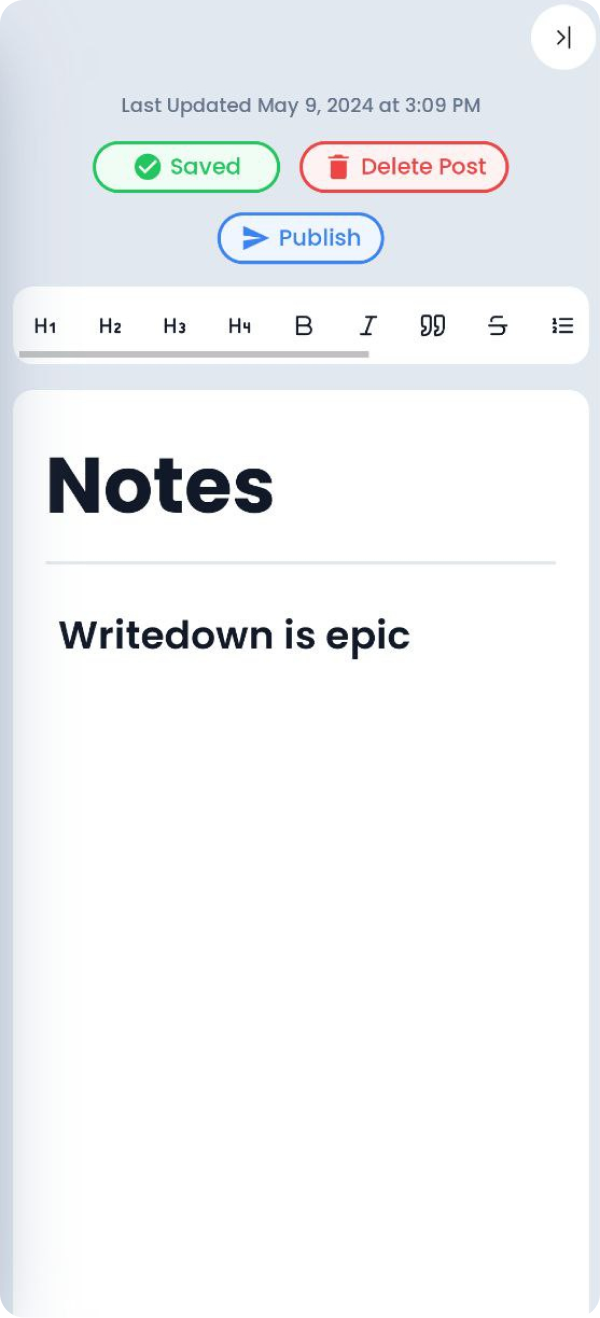 Last Updated May 9, 2024 at 3:09 PM
Saved Delete Post
Publish
H1 H2 H3 H4 B I S
Notes
Writedown is epic